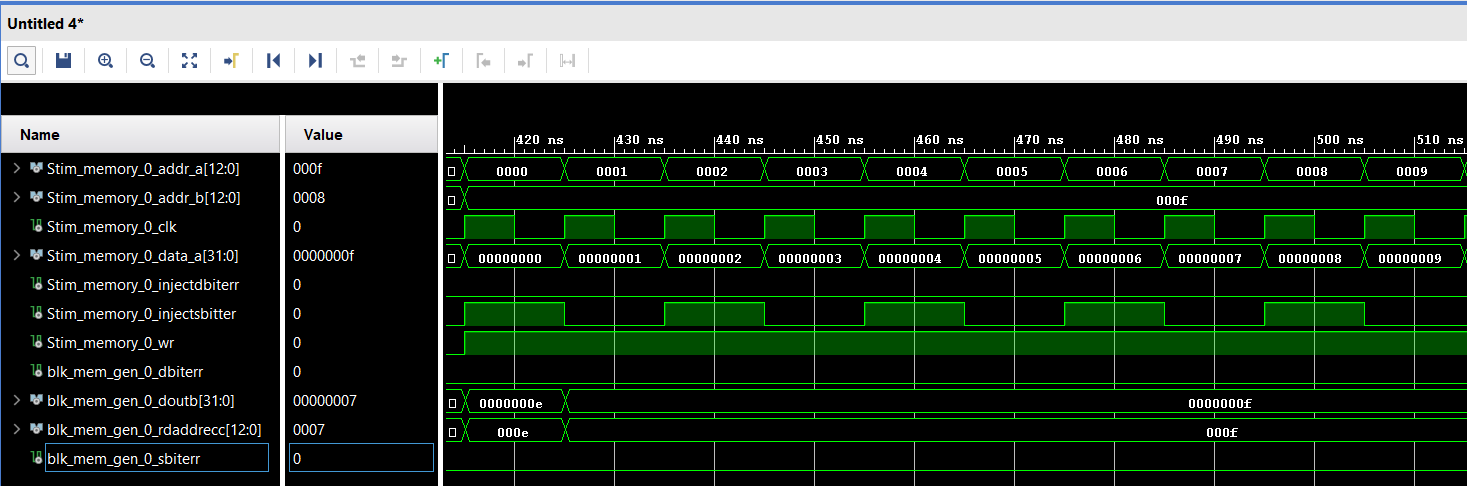 Untitled 4*
Name Value
420 ns 430 ns 440 ns 450 ns 460 ns 470 ns 480 ns 490 ns 500 ns 510 ns
Stim_memory_0_addr_a[12:0] 000f 0000 0001 0002 0003 0004 0005 0006 0007 0008 0009
Stim_memory_0_addr_b[12:0] 0008 000f
Stim_memory_0_clk 0
Stim_memory_0_data_a[31:0] 0000000f 00000000 00000001 00000002 00000003 00000004 00000005 00000006 00000007 00000008 00000009
Stim_memory_0_injectdbiterr 0
Stim_memory_0_injectsbitter 0
Stim_memory_0_wr 0
blk_mem_gen_0_dbiterr 0
blk_mem_gen_0_doutb[31:0] 00000007 0000000e 0000000f
blk_mem_gen_0_rdaddrecc[12:0] 0007 000e 000f
blk_mem_gen_0_sbiterr 0